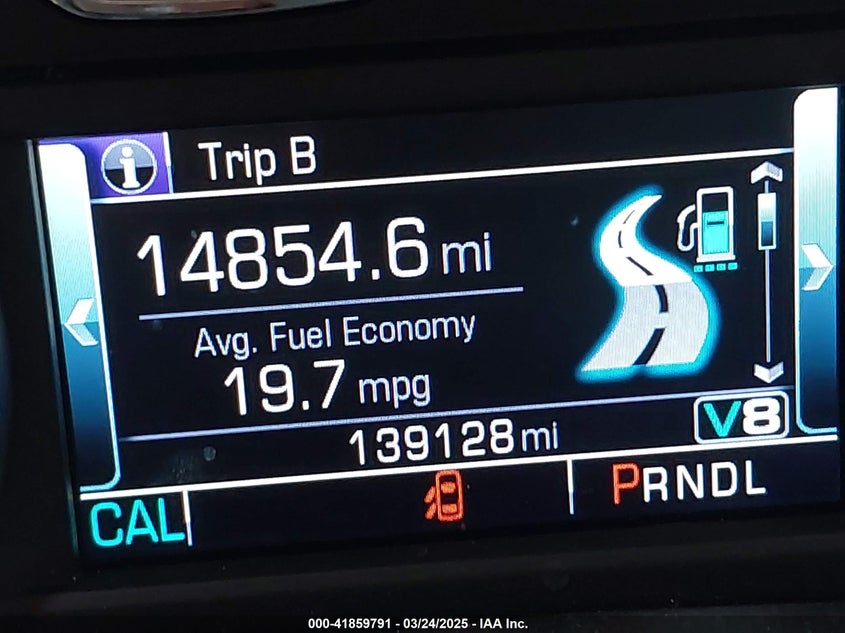 Trip B
14854.6 mi
Avg. Fuel Economy
19.7 mpg
139128 mi
V8
CAL
PRNDL
000-41859791 - 03/24/2025 - IAA Inc.